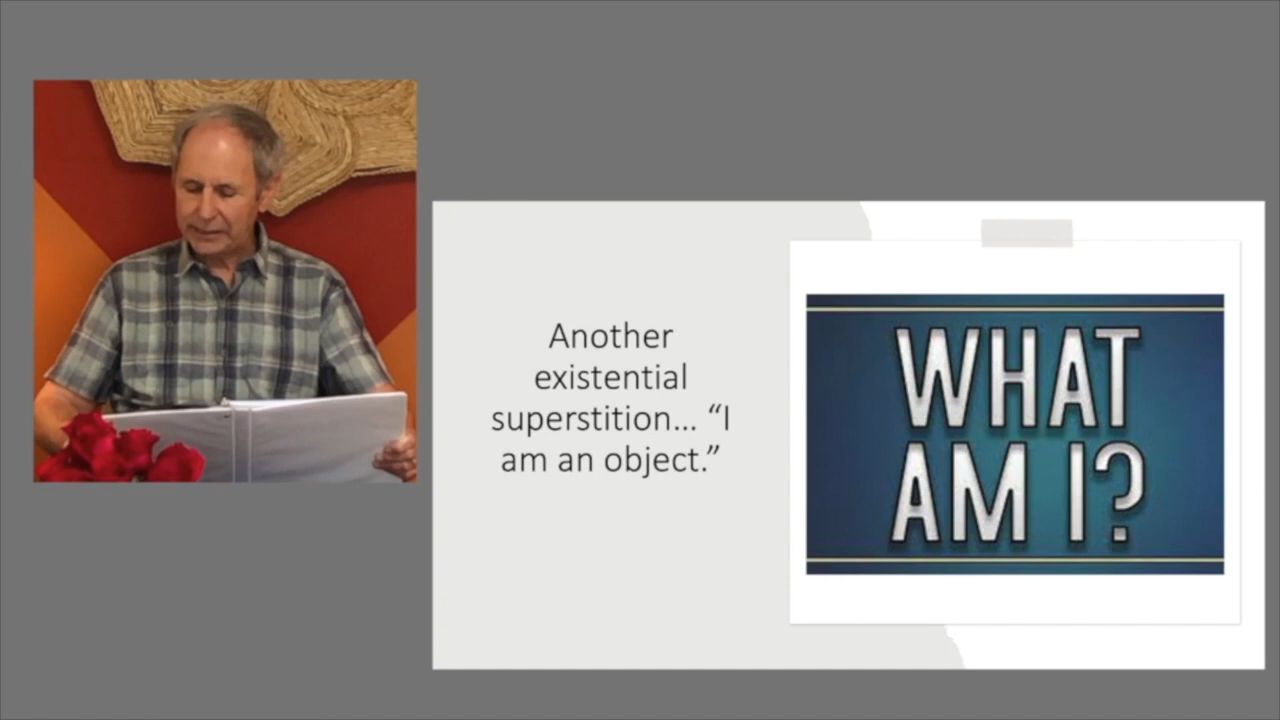 Another
existential
superstition... “I
am an object.”
WHAT
AM I?